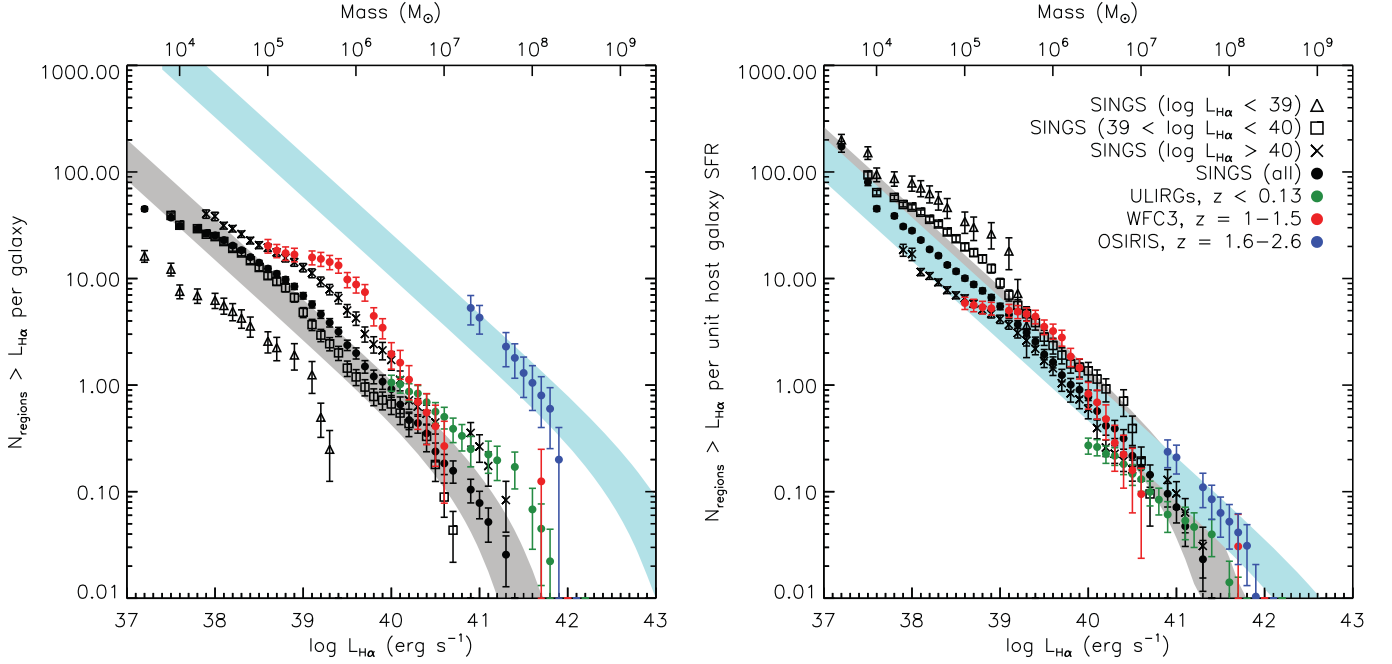 Mass (M⊙)
10⁴ 10⁵ 10⁶ 10⁷ 10⁸ 10⁹
1000.00
100.00
10.00
1.00
0.10
0.01
N_regions > L_Hα per galaxy
37 38 39 40 41 42 43
log L_Hα (erg s⁻¹)
Mass (M⊙)
10⁴ 10⁵ 10⁶ 10⁷ 10⁸ 10⁹
1000.00
100.00
10.00
1.00
0.10
0.01
N_regions > L_Hα per unit host galaxy SFR
SINGS (log L_Hα < 39)
SINGS (39 < log L_Hα < 40)
SINGS (log L_Hα > 40)
SINGS (all)
ULIRGs, z < 0.13
WFC3, z = 1−1.5
OSIRIS, z = 1.6−2.6
37 38 39 40 41 42 43
log L_Hα (erg s⁻¹)